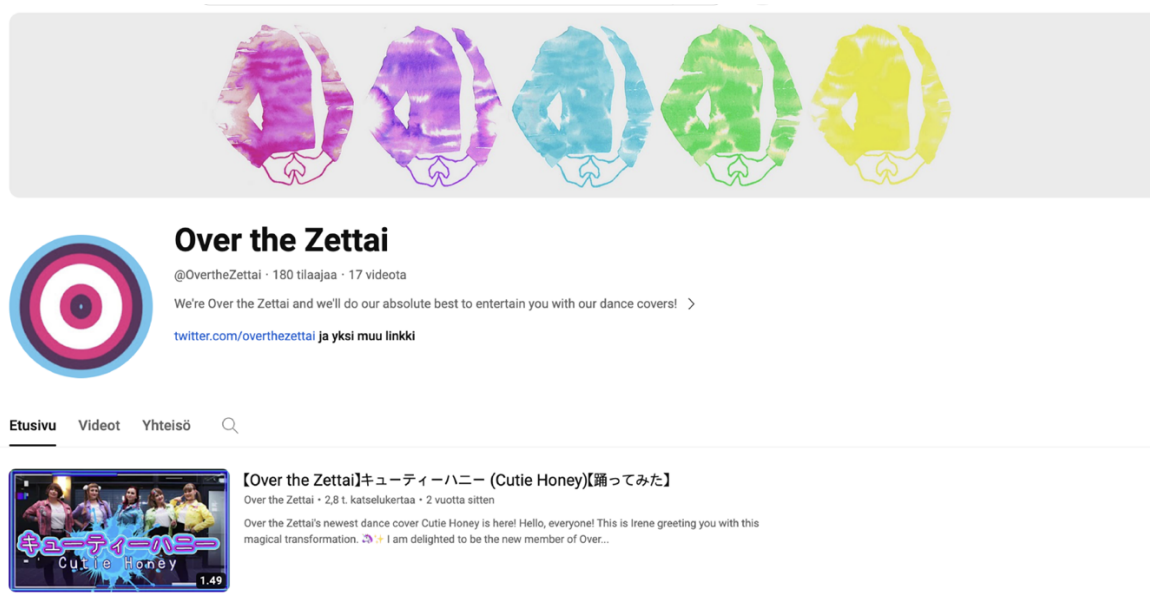 Over the Zettai
@OvertheZettai · 180 tilaajaa · 17 videota
We're Over the Zettai and we'll do our absolute best to entertain you with our dance covers!
twitter.com/overthezettai ja yksi muu linkki
Etusivu Videot Yhteisö
【Over the Zettai】キューティーハニー (Cutie Honey)【踊ってみた】
Over the Zettai • 2,8 t. katselukertaa • 2 vuotta sitten
Over the Zettai's newest dance cover Cutie Honey is here! Hello, everyone! This is Irene greeting you with this
magical transformation. 🦄✨ I am delighted to be the new member of Over...
キューティーハニー
Cutie Honey
1.49